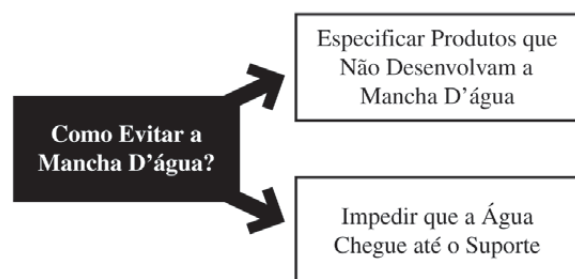 Especificar Produtos que
Não Desenvolvam a
Mancha D’água
Como Evitar a
Mancha D’água?
Impedir que a Água
Chegue até o Suporte